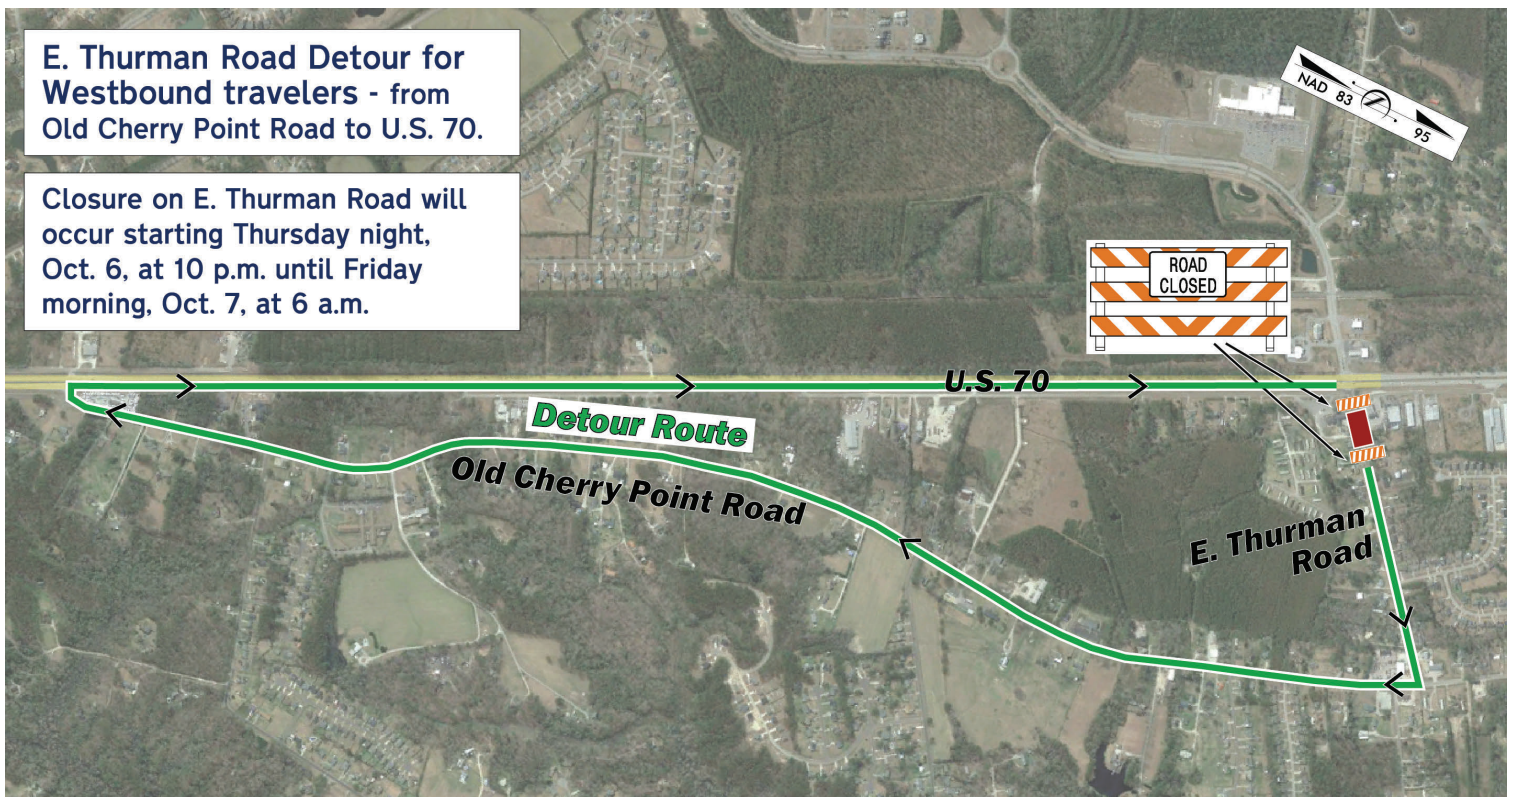 E. Thurman Road Detour for
Westbound travelers - from
Old Cherry Point Road to U.S. 70.
Closure on E. Thurman Road will
occur starting Thursday night,
Oct. 6, at 10 p.m. until Friday
morning, Oct. 7, at 6 a.m.
NAD 83
95
ROAD
CLOSED
U.S. 70
Detour Route
Old Cherry Point Road
E. Thurman
Road